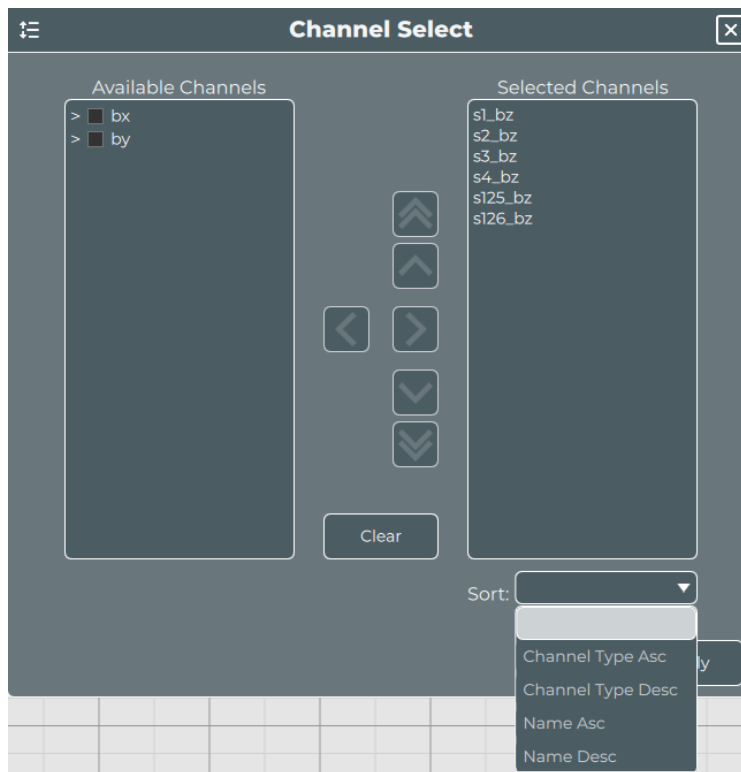 Channel Select
Available Channels
> bx
> by
Selected Channels
s1_bz
s2_bz
s3_bz
s4_bz
s125_bz
s126_bz
Clear
Sort:
Channel Type Asc
Channel Type Desc
Name Asc
Name Desc